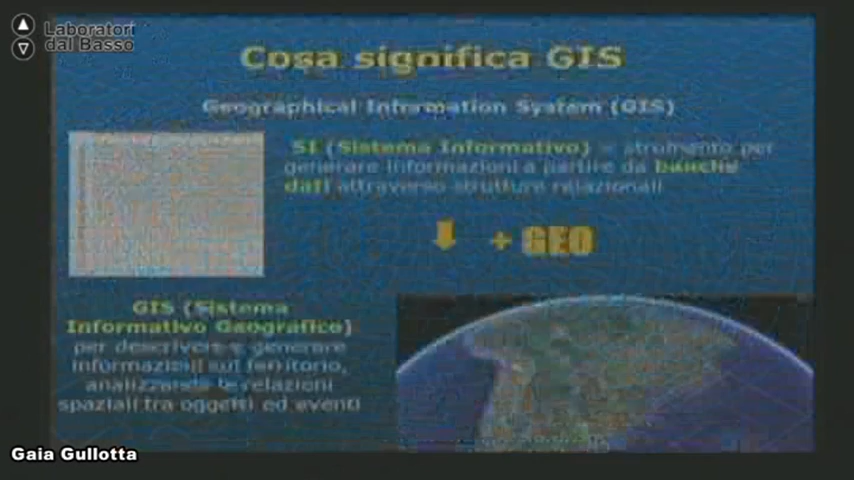 Laboratori
dal Basso
Cosa significa GIS
Geographical Information System (GIS)
SI (Sistema Informativo) = strumento per
generare informazioni a partire da banche
dati attraverso strutture relazionali
+ GEO
GIS (Sistema
Informativo Geografico)
per descrivere e generare
informazioni sul territorio,
analizzando le relazioni
spaziali tra oggetti ed eventi
Gaia Gullotta